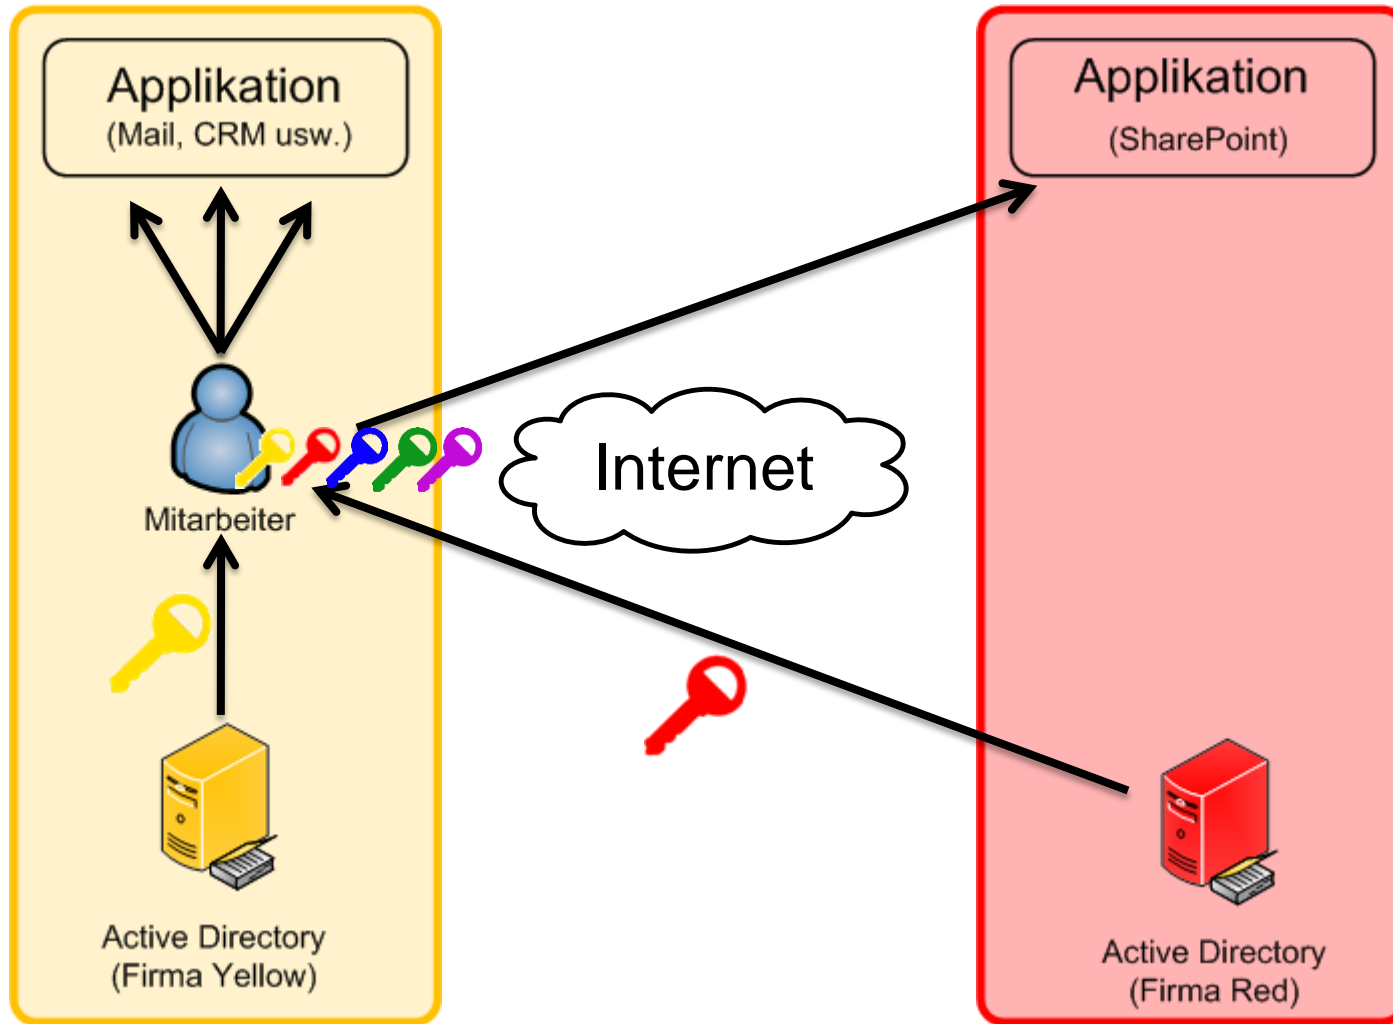 Applikation
(Mail, CRM usw.)
Applikation
(SharePoint)
Internet
Mitarbeiter
Active Directory
(Firma Yellow)
Active Directory
(Firma Red)